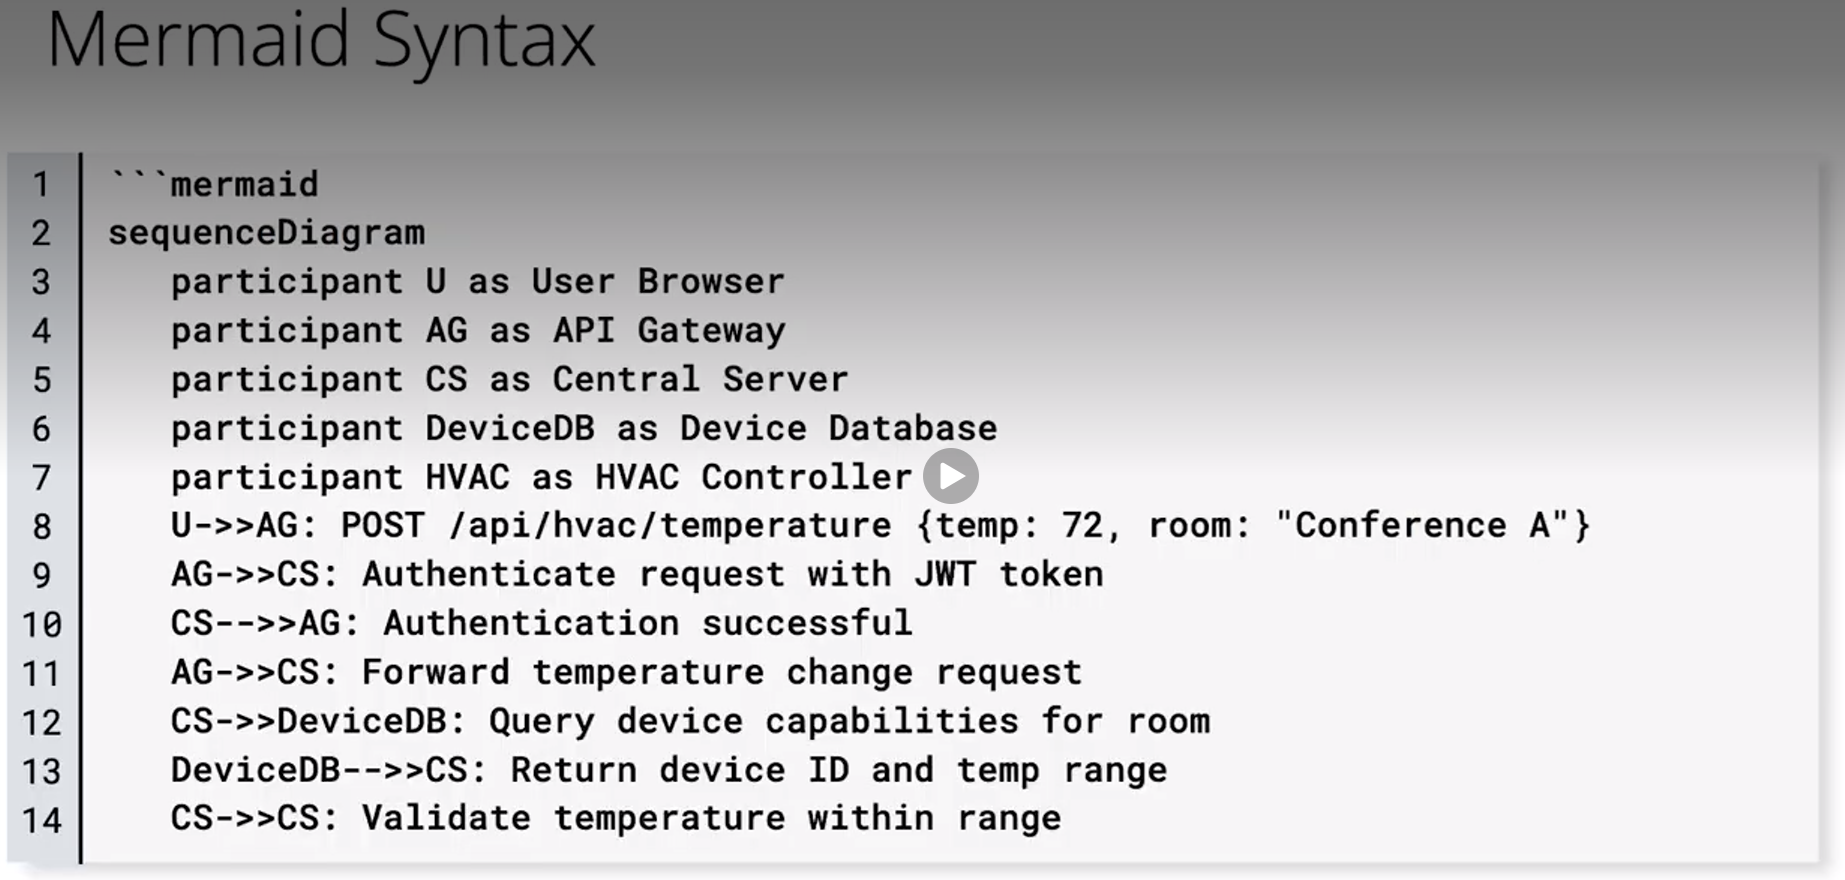 Mermaid Syntax
1 ```mermaid
2 sequenceDiagram
3 participant U as User Browser
4 participant AG as API Gateway
5 participant CS as Central Server
6 participant DeviceDB as Device Database
7 participant HVAC as HVAC Controller
8 U->>AG: POST /api/hvac/temperature {temp: 72, room: "Conference A"}
9 AG->>CS: Authenticate request with JWT token
10 CS-->>AG: Authentication successful
11 AG->>CS: Forward temperature change request
12 CS->>DeviceDB: Query device capabilities for room
13 DeviceDB-->>CS: Return device ID and temp range
14 CS->>CS: Validate temperature within range